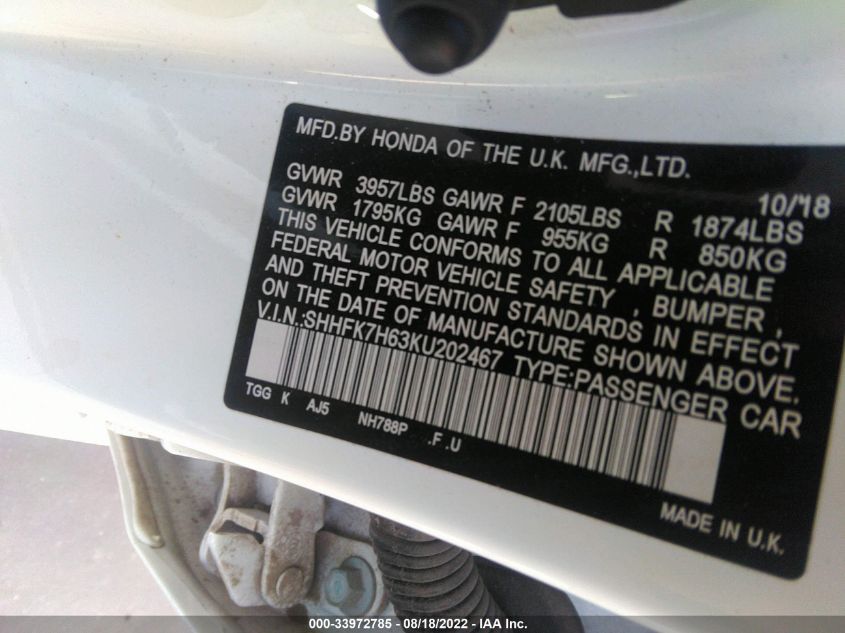 MFD.BY HONDA OF THE U.K. MFG.,LTD.
10/'18
GVWR 3957LBS GAWR F 2105LBS R 1874LBS
GVWR 1795KG GAWR F 955KG R 850KG
THIS VEHICLE CONFORMS TO ALL APPLICABLE
FEDERAL MOTOR VEHICLE SAFETY , BUMPER ,
AND THEFT PREVENTION STANDARDS IN EFFECT
ON THE DATE OF MANUFACTURE SHOWN ABOVE.
V.I.N.:SHHFK7H63KU202467 TYPE:PASSENGER CAR
TGG K AJ5 NH788P .F .U
MADE IN U.K.
000-33972785 - 08/18/2022 - IAA Inc.